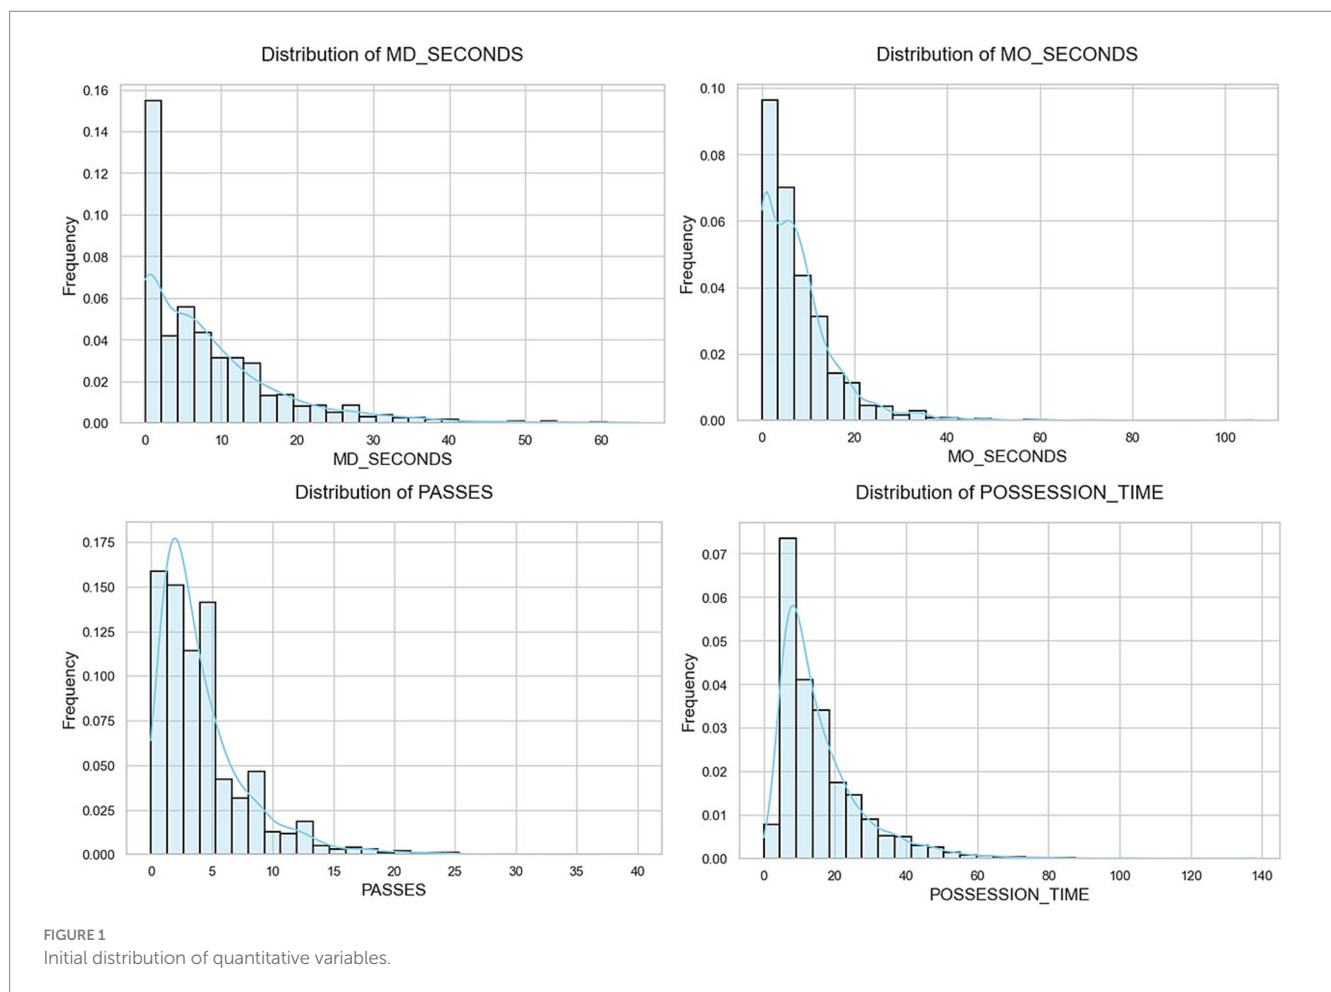 Distribution of MD_SECONDS
0.16
0.14
0.12
0.10
0.08
0.06
0.04
0.02
0.00
Frequency
0 10 20 30 40 50 60
MD_SECONDS
Distribution of MO_SECONDS
0.10
0.08
0.06
0.04
0.02
0.00
Frequency
0 20 40 60 80 100
MO_SECONDS
Distribution of PASSES
0.175
0.150
0.125
0.100
0.075
0.050
0.025
0.000
Frequency
0 5 10 15 20 25 30 35 40
PASSES
Distribution of POSSESSION_TIME
0.07
0.06
0.05
0.04
0.03
0.02
0.01
0.00
Frequency
0 20 40 60 80 100 120 140
POSSESSION_TIME
FIGURE 1
Initial distribution of quantitative variables.